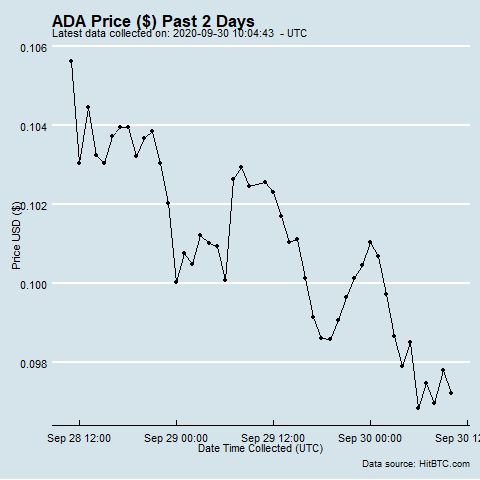 ADA Price ($) Past 2 Days
Latest data collected on: 2020-09-30 10:04:43 - UTC
0.106
0.104
0.102
0.100
0.098
Price USD ($)
Sep 28 12:00 Sep 29 00:00 Sep 29 12:00 Sep 30 00:00 Sep 30 12
Date Time Collected (UTC)
Data source: HitBTC.com